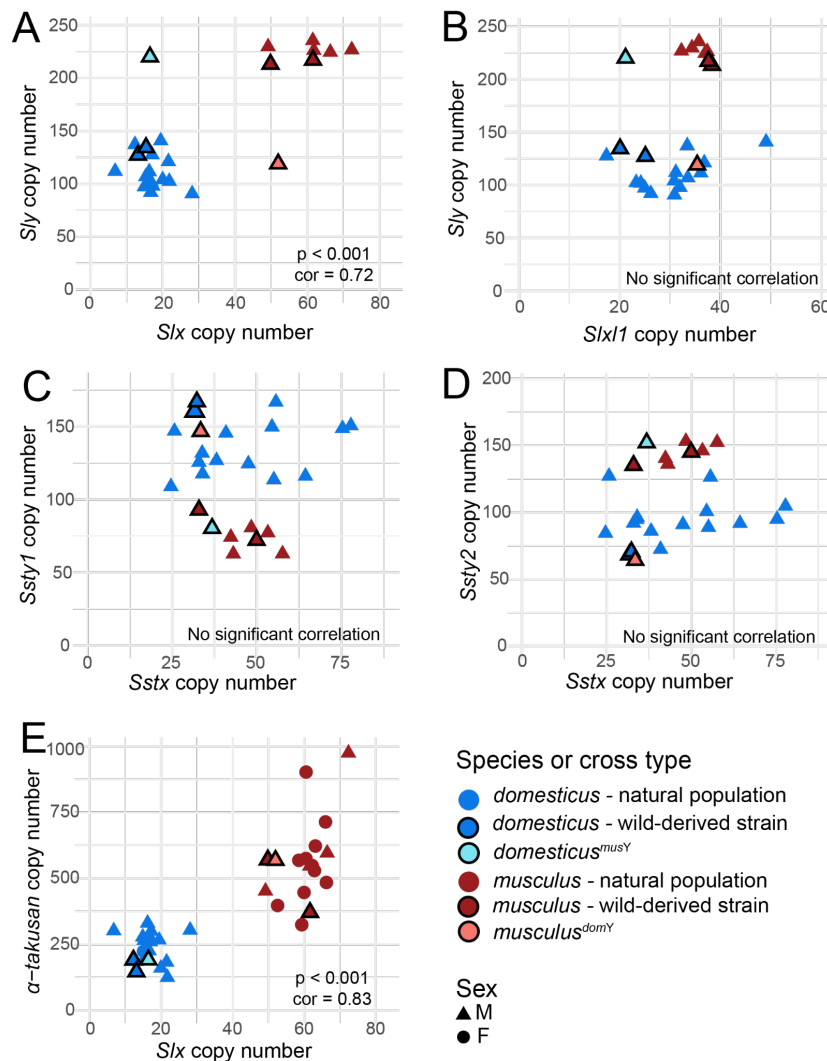 A
250
200
150
100
50
0
Sly copy number
p < 0.001
cor = 0.72
0 20 40 60 80
Slx copy number
B
250
200
150
100
50
0
Sly copy number
No significant correlation
0 20 40 60
Slxl1 copy number
C
150
100
50
0
Ssty1 copy number
No significant correlation
0 25 50 75
Sstx copy number
D
200
150
100
50
0
Ssty2 copy number
No significant correlation
0 25 50 75
Sstx copy number
E
1000
750
500
250
0
α−takusan copy number
p < 0.001
cor = 0.83
0 20 40 60 80
Slx copy number
Species or cross type
domesticus - natural population
domesticus - wild-derived strain
domesticusmusY
musculus - natural population
musculus - wild-derived strain
musculusdomY
Sex
M
F